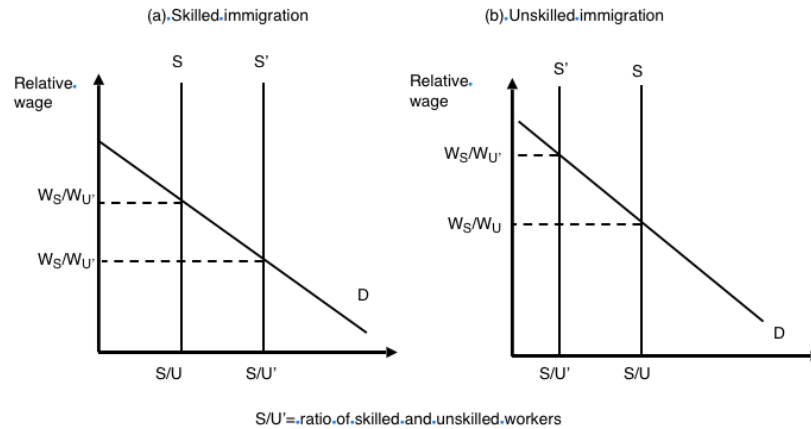 (a) Skilled immigration
S
S’
Relative
wage
WS/WU’
WS/WU’
D
S/U
S/U’
(b) Unskilled immigration
S’
S
Relative
wage
WS/WU’
WS/WU
D
S/U’
S/U
S/U’= ratio of skilled and unskilled workers